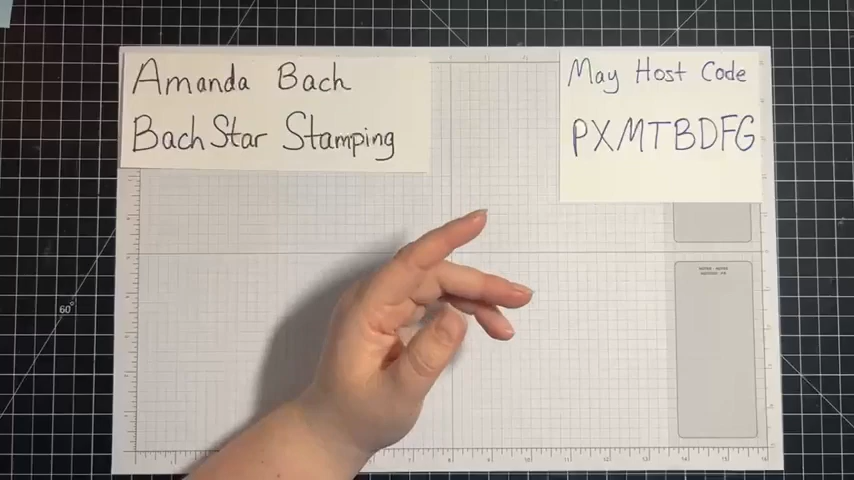 Amanda Bach
BachStar Stamping
May Host Code
PXMTBDFG
60°